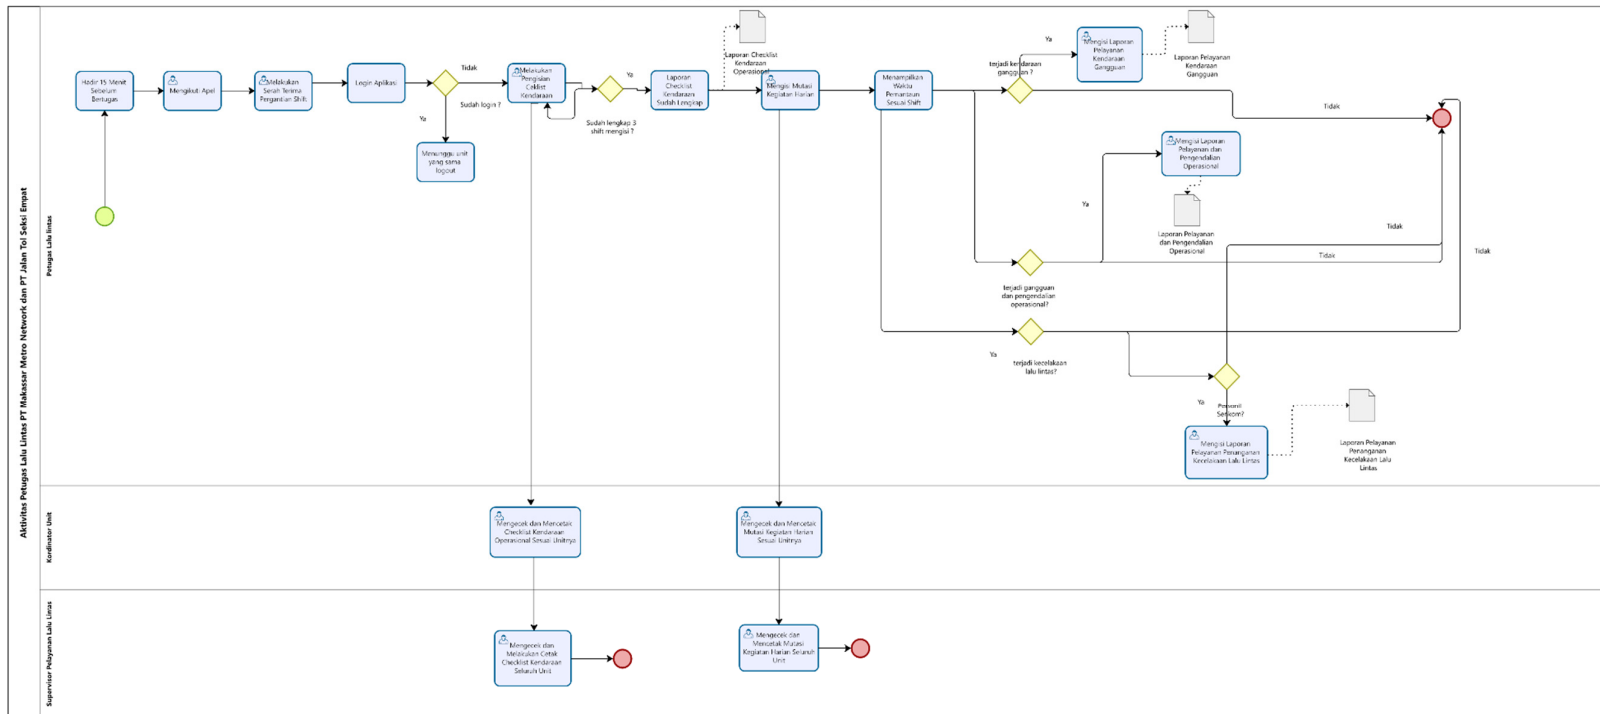 Aktivitas Petugas Lalu Lintas PT Makassar Metro Network dan PT Jalan Tol Seksi Empat
Petugas Lalu lintas
Hadir 15 Menit
Sebelum
Bertugas
Mengikuti Apel
Melakukan
Serah Terima
Pergantian Shift
Login Aplikasi
Tidak
Sudah login ?
Ya
Menunggu unit
yang sama
logout
Melakukan
Pengisian
Ceklist
Kendaraan
Ya
Sudah lengkap 3
shift mengisi ?
Laporan
Checklist
Kendaraan
Sudah Lengkap
Laporan Checklist
Kendaraan
Operasional
Mengisi Mutasi
Kegiatan Harian
Menampilkan
Waktu
Pemantauan
Sesuai Shift
terjadi kendaraan
gangguan ?
Ya
Mengisi Laporan
Pelayanan
Kendaraan
Gangguan
Laporan Pelayanan
Kendaraan
Gangguan
Tidak
Mengisi Laporan
Pelayanan dan
Pengendalian
Operasional
Ya
Laporan Pelayanan
dan Pengendalian
Operasional
Tidak
Tidak
Tidak
terjadi gangguan
dan pengendalian
operasional?
Ya
terjadi kecelakaan
lalu lintas?
Ya
Personil
Senkom?
Mengisi Laporan
Pelayanan Penanganan
Kecelakaan Lalu Lintas
Laporan Pelayanan
Penanganan
Kecelakaan Lalu
Lintas
Kordinator Unit
Mengecek dan Mencetak
Checklist Kendaraan
Operasional Sesuai Unitnya
Mengecek dan Mencetak
Mutasi Kegiatan Harian
Sesuai Unitnya
Supervisor Pelayanan Lalu Lintas
Mengecek dan
Melakukan Cetak
Checklist Kendaraan
Seluruh Unit
Mengecek dan
Mencetak Mutasi
Kegiatan Harian Seluruh
Unit